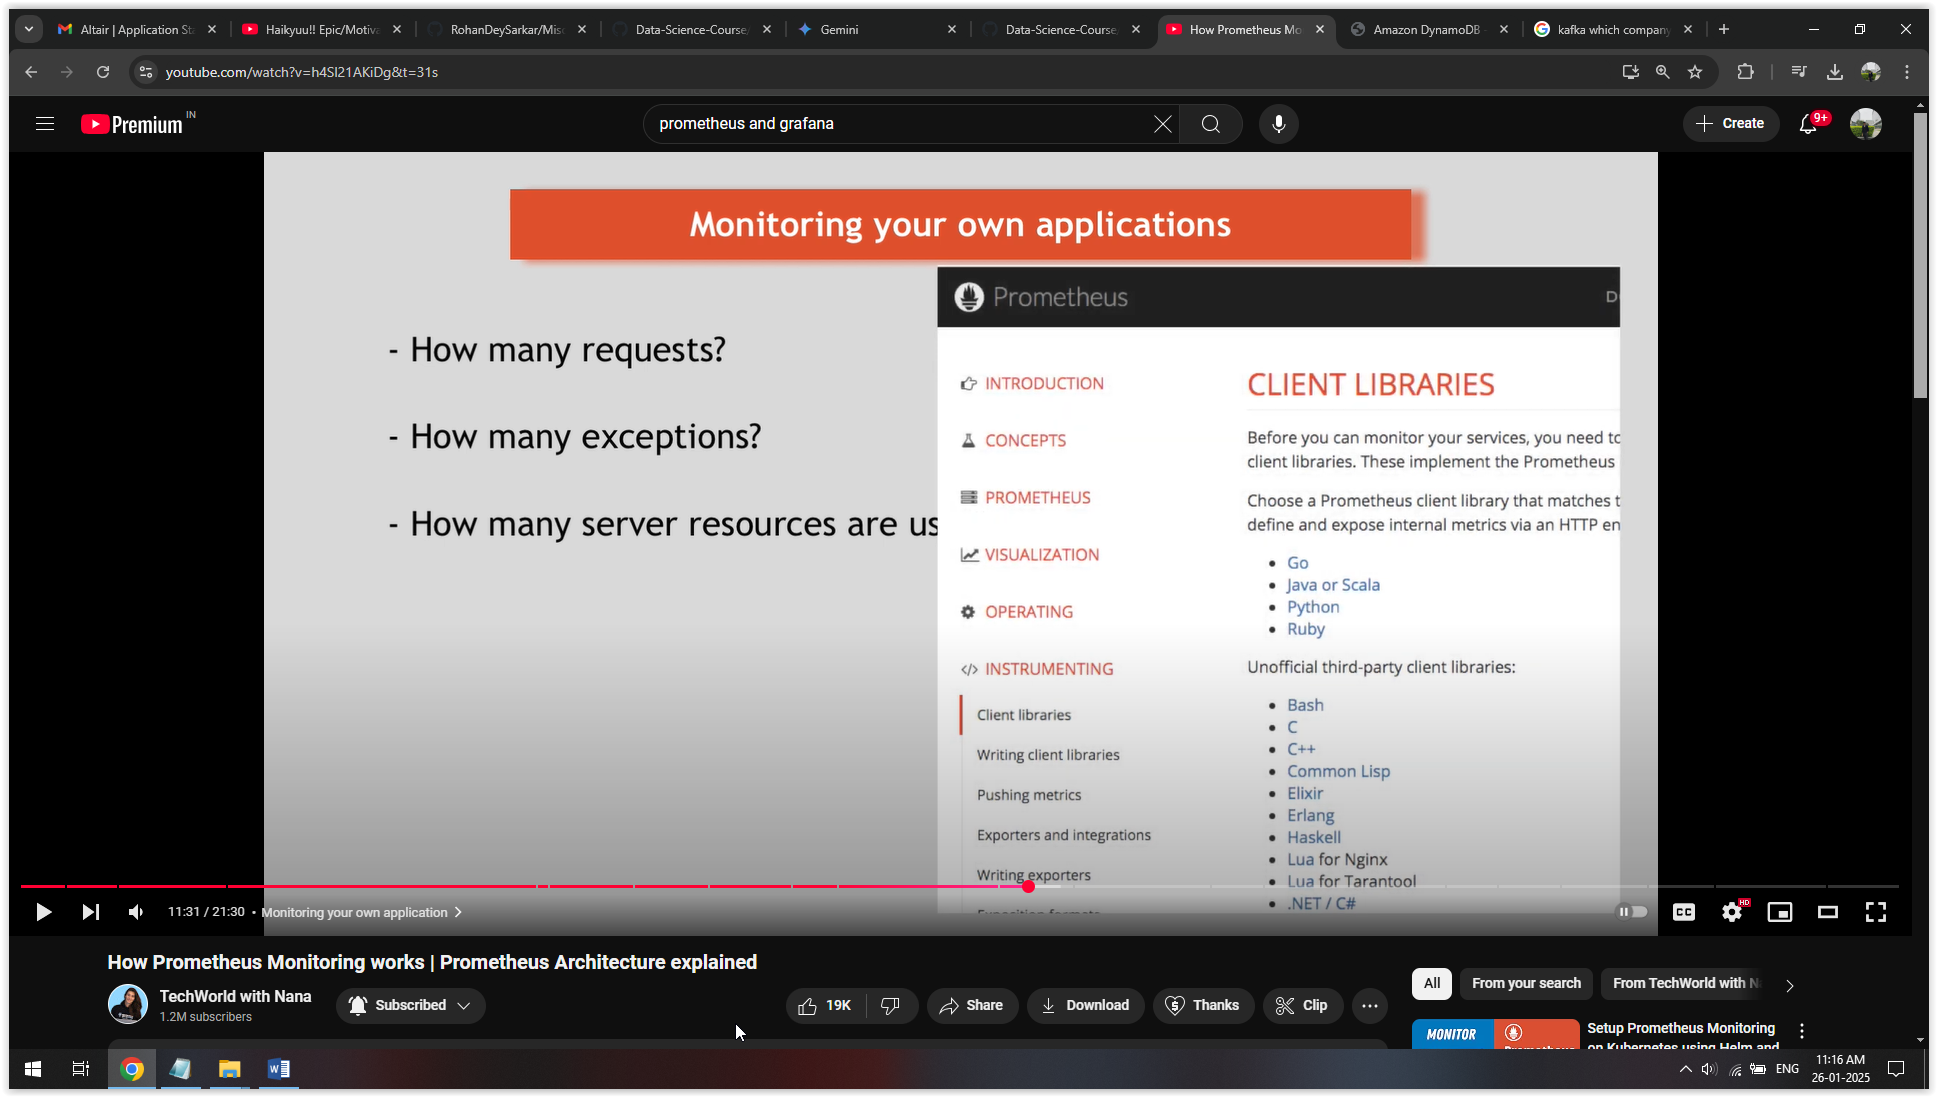 Altair | Application St
Haikyuu!! Epic/Motiva
RohanDeySarkar/Misc
Data-Science-Course/
Gemini
Data-Science-Course/
How Prometheus Mo
Amazon DynamoDB
kafka which company
youtube.com/watch?v=h4Sl21AKiDg&t=31s
Premium IN
prometheus and grafana
Create
9+
Monitoring your own applications
- How many requests?
- How many exceptions?
- How many server resources are us
Prometheus
D
INTRODUCTION
CONCEPTS
PROMETHEUS
VISUALIZATION
OPERATING
INSTRUMENTING
Client libraries
Writing client libraries
Pushing metrics
Exporters and integrations
Writing exporters
CLIENT LIBRARIES
Before you can monitor your services, you need to
client libraries. These implement the Prometheus
Choose a Prometheus client library that matches t
define and expose internal metrics via an HTTP en
Go
Java or Scala
Python
Ruby
Unofficial third-party client libraries:
Bash
C
C++
Common Lisp
Elixir
Erlang
Haskell
Lua for Nginx
Lua for Tarantool
.NET / C#
11:31 / 21:30 • Monitoring your own application
CC
HD
How Prometheus Monitoring works | Prometheus Architecture explained
TechWorld with Nana
1.2M subscribers
Subscribed
19K
Share
Download
Thanks
Clip
All
From your search
From TechWorld with N
MONITOR
Prometheus
Setup Prometheus Monitoring
on Kubernetes using Helm and
ENG
11:16 AM
26-01-2025